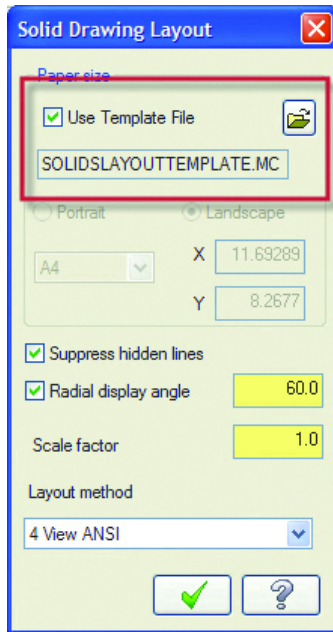 Solid Drawing Layout
Paper size
Use Template File
SOLIDSLAYOUTTEMPLATE.MC
Portrait
Landscape
A4
X 11.69289
Y 8.2677
Suppress hidden lines
Radial display angle 60.0
Scale factor 1.0
Layout method
4 View ANSI